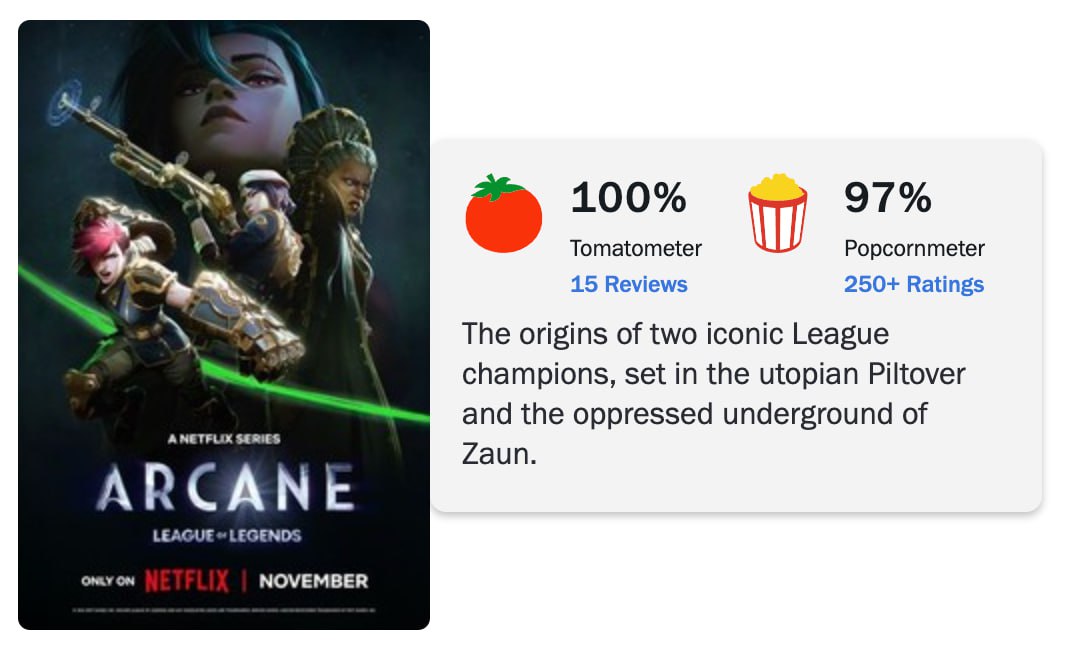 A NETFLIX SERIES
ARCANE
LEAGUE OF LEGENDS
ONLY ON NETFLIX | NOVEMBER
100%
Tomatometer
15 Reviews
97%
Popcornmeter
250+ Ratings
The origins of two iconic League
champions, set in the utopian Piltover
and the oppressed underground of
Zaun.